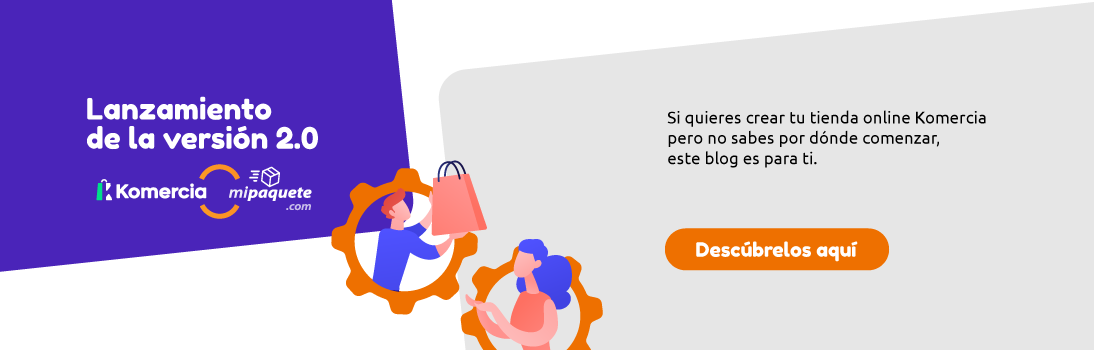 Lanzamiento
de la versión 2.0
Komercia
mipaquete
.com
Si quieres crear tu tienda online Komercia
pero no sabes por dónde comenzar,
este blog es para ti.
Descúbrelos aquí